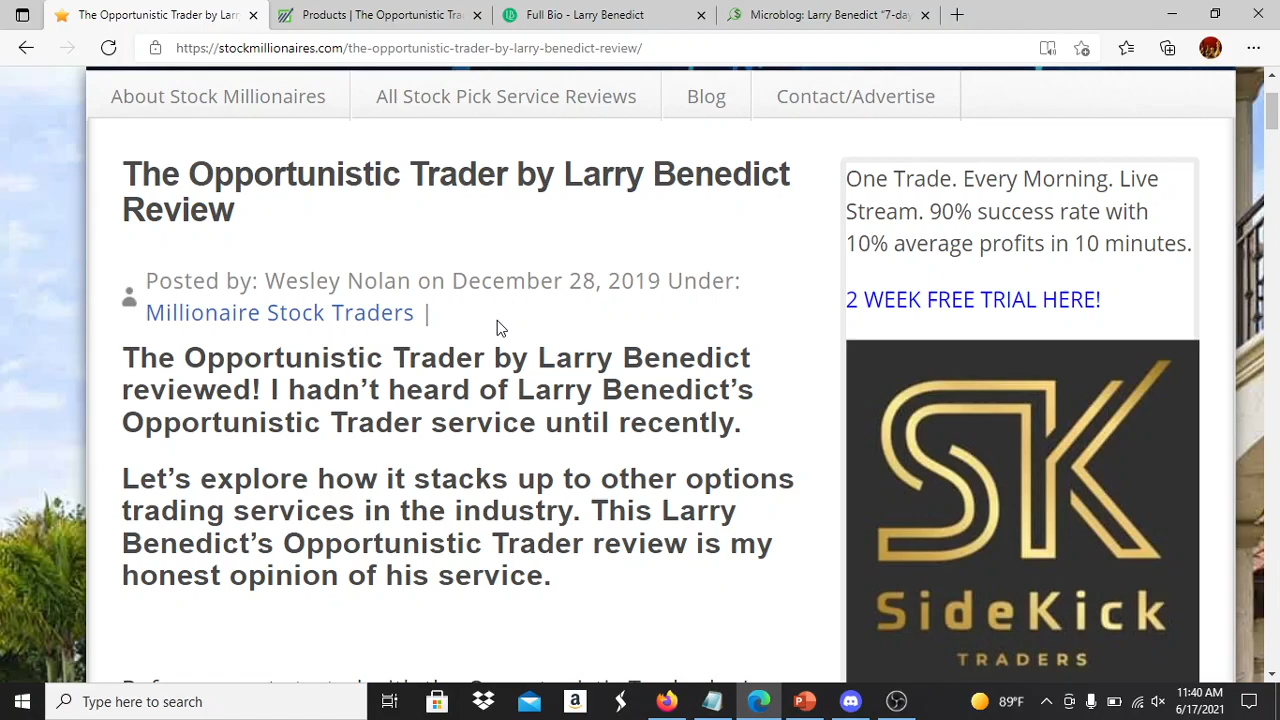 The Opportunistic Trader by Larr
Products | The Opportunistic Tra
Full Bio - Larry Benedict
Microblog: Larry Benedict "7-day
https://stockmillionaires.com/the-opportunistic-trader-by-larry-benedict-review/
About Stock Millionaires
All Stock Pick Service Reviews
Blog
Contact/Advertise
The Opportunistic Trader by Larry Benedict
Review
Posted by: Wesley Nolan on December 28, 2019 Under:
Millionaire Stock Traders |
The Opportunistic Trader by Larry Benedict
reviewed! I hadn’t heard of Larry Benedict’s
Opportunistic Trader service until recently.
Let’s explore how it stacks up to other options
trading services in the industry. This Larry
Benedict’s Opportunistic Trader review is my
honest opinion of his service.
One Trade. Every Morning. Live
Stream. 90% success rate with
10% average profits in 10 minutes.
2 WEEK FREE TRIAL HERE!
SK
SideKick
TRADERS
Type here to search
89°F
11:40 AM
6/17/2021